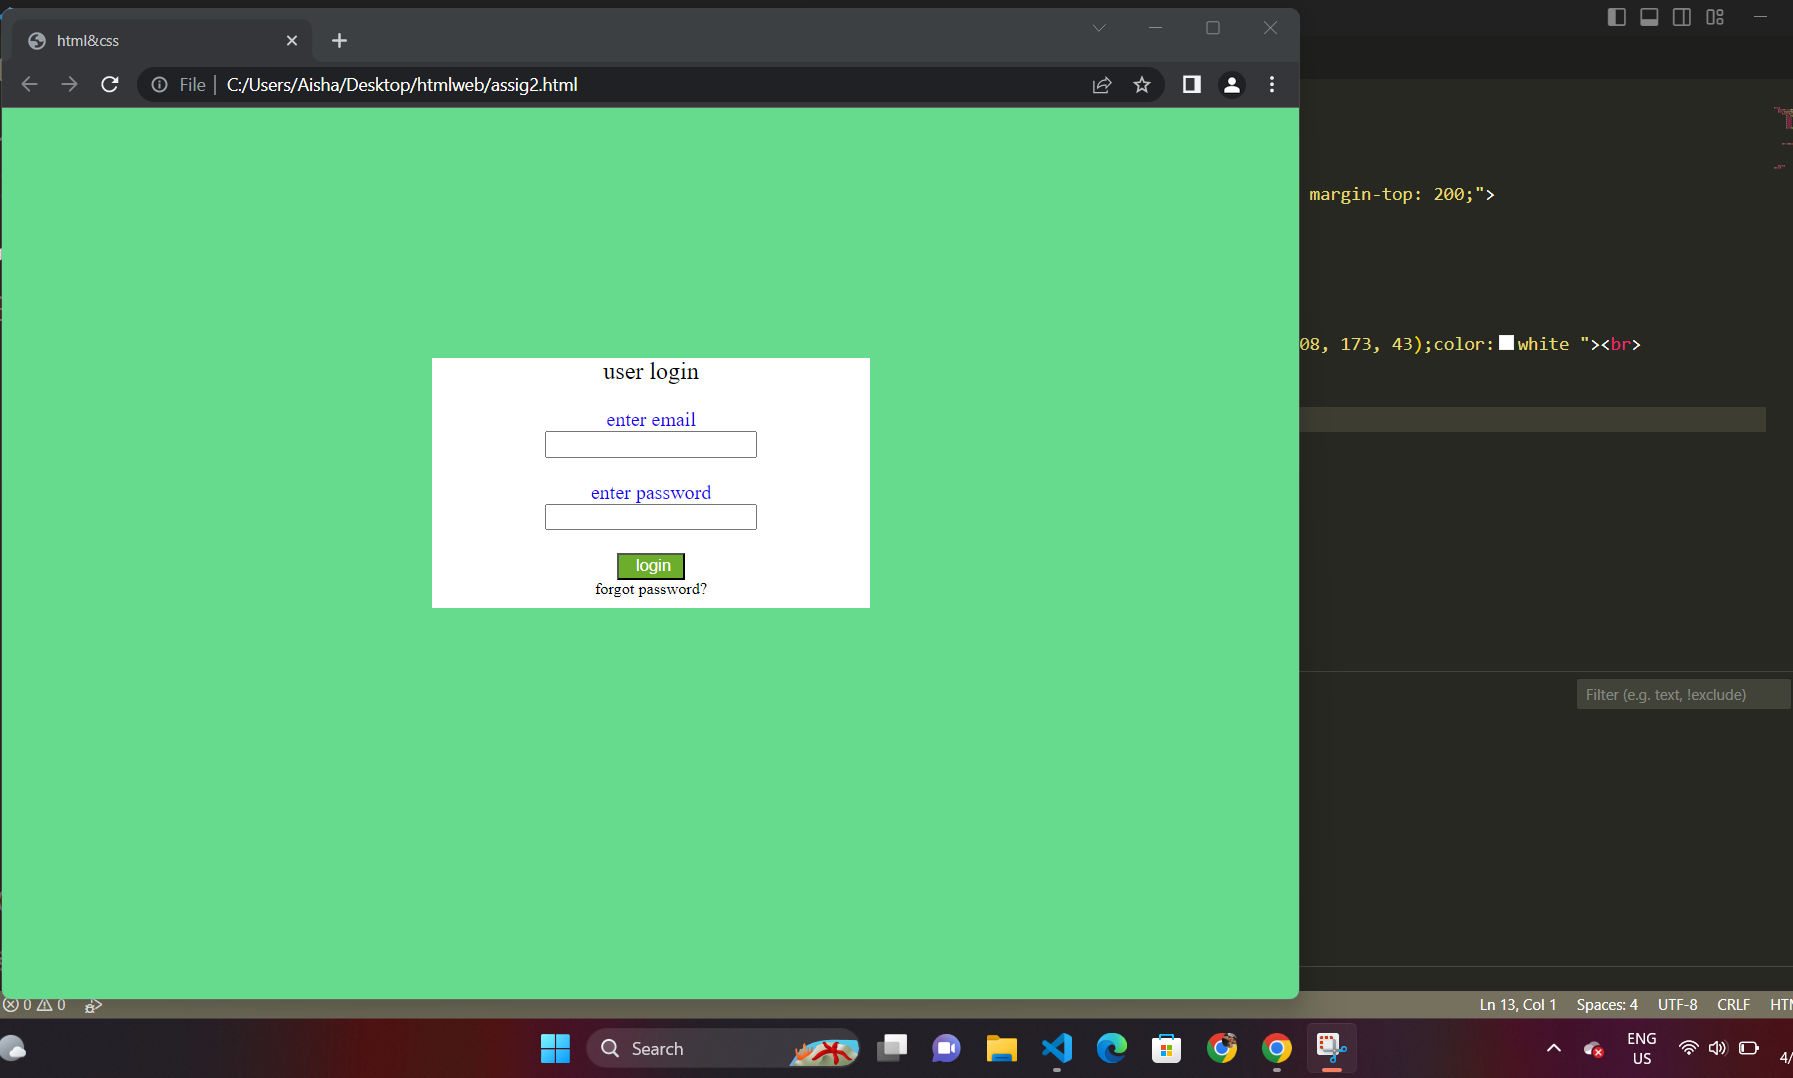 html&css
File | C:/Users/Aisha/Desktop/htmlweb/assig2.html
margin-top: 200;">
08, 173, 43);color: white "><br>
user login
enter email
enter password
login
forgot password?
Filter (e.g. text, !exclude)
0 0
Ln 13, Col 1 Spaces: 4 UTF-8 CRLF
Search
ENG
US
4/